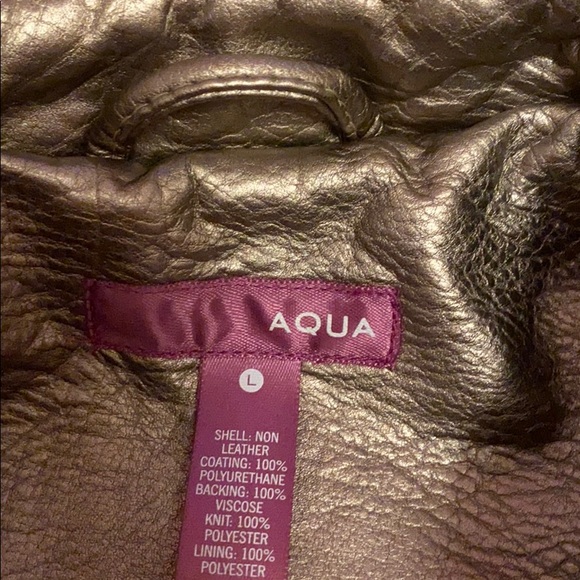 AQUA
L
SHELL: NON
LEATHER
COATING: 100%
POLYURETHANE
BACKING: 100%
VISCOSE
KNIT: 100%
POLYESTER
LINING: 100%
POLYESTER